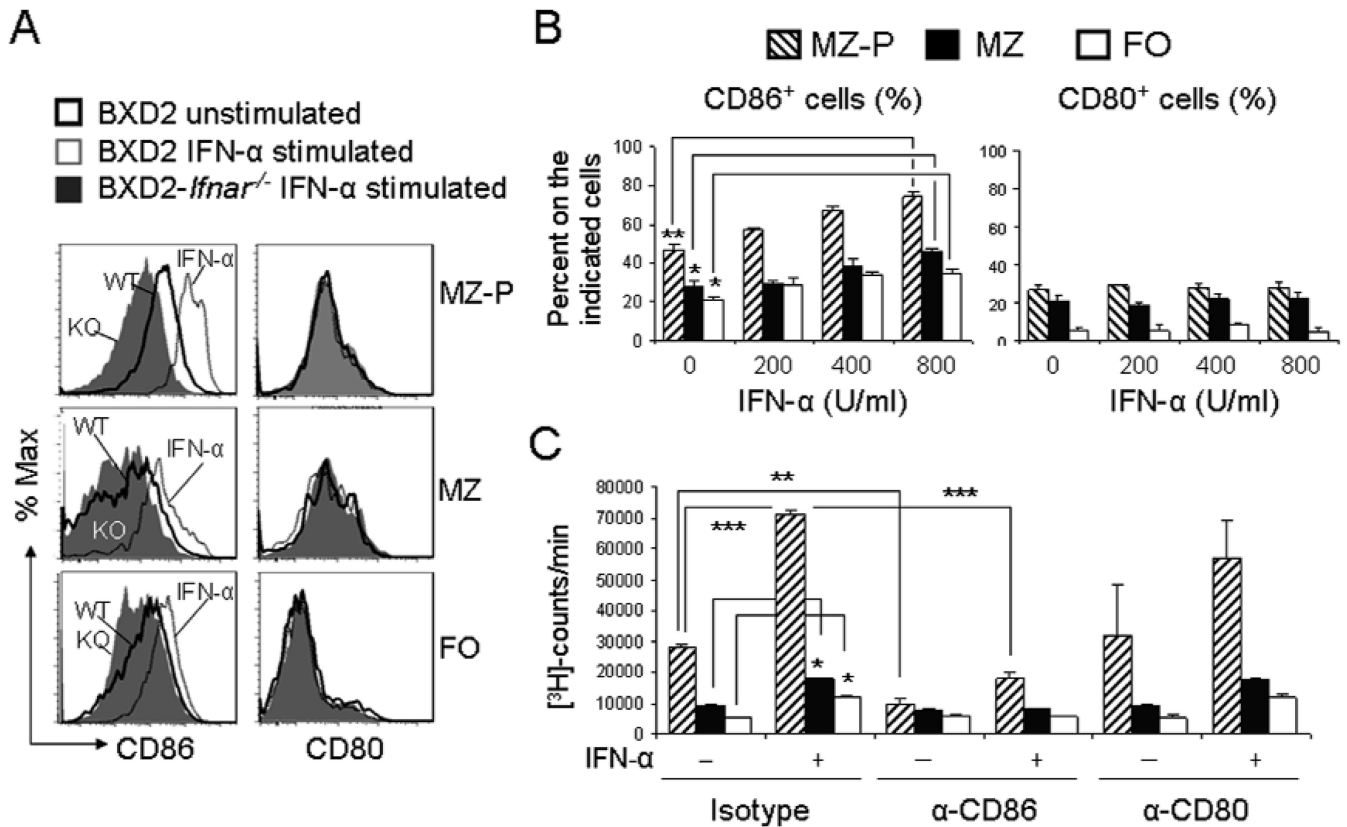 A
BXD2 unstimulated
BXD2 IFN-α stimulated
BXD2-Ifnar-/- IFN-α stimulated
WT
IFN-α
KO
MZ-P
WT
IFN-α
KO
MZ
WT
IFN-α
KO
FO
% Max
CD86
CD80
B
MZ-P MZ FO
CD86+ cells (%)
CD80+ cells (%)
Percent on the
indicated cells
100
80
60
40
20
0
**
*
*
0 200 400 800
IFN-α (U/ml)
100
80
60
40
20
0
0 200 400 800
IFN-α (U/ml)
C
[3H]-counts/min
80000
70000
60000
50000
40000
30000
20000
10000
0
**
***
***
*
*
IFN-α – + – + – +
Isotype α-CD86 α-CD80